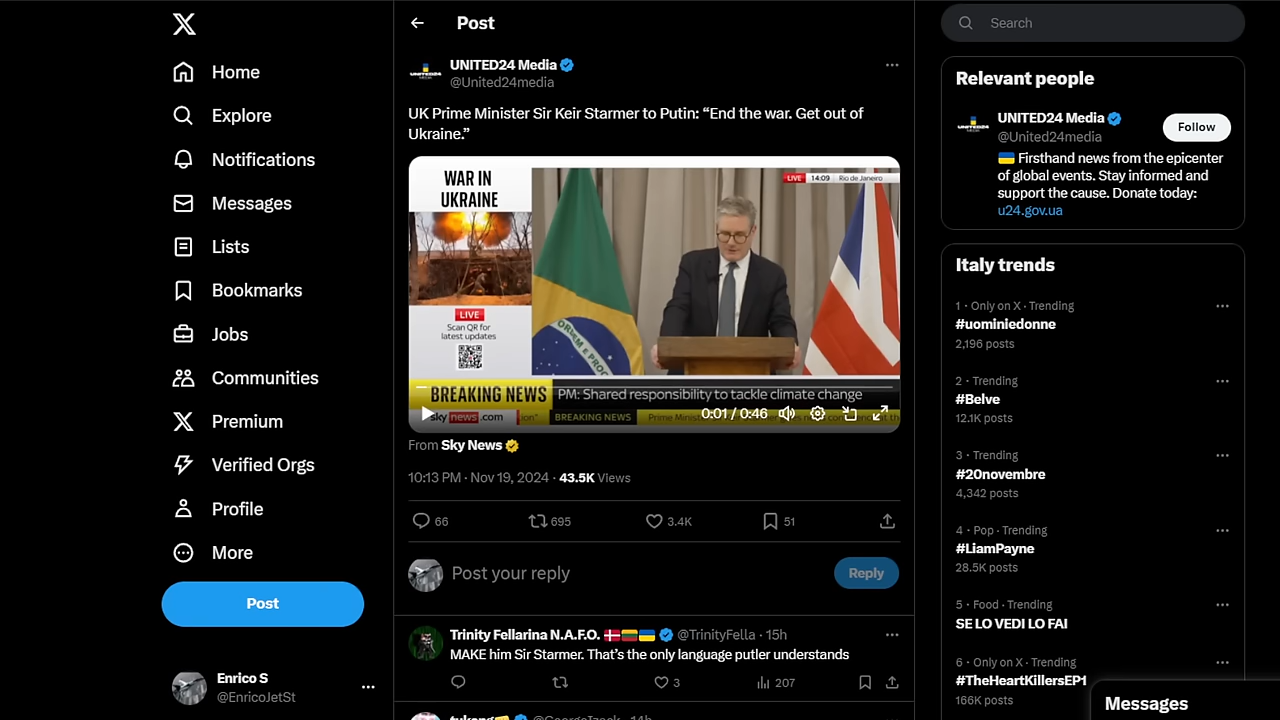 Home
Explore
Notifications
Messages
Lists
Bookmarks
Jobs
Communities
Premium
Verified Orgs
Profile
More
Post
Enrico S
@EnricoJetSt
Post
UNITED24 Media
@United24media
UK Prime Minister Sir Keir Starmer to Putin: “End the war. Get out of
Ukraine.”
WAR IN
UKRAINE
LIVE
Scan QR for
latest updates
LIVE 14:09 Rio de Janeiro
ORDEM E PROG
BREAKING NEWS PM: Shared responsibility to tackle climate change
0:01 / 0:46
sky news.com ion" BREAKING NEWS Prime Minist
From Sky News
10:13 PM · Nov 19, 2024 · 43.5K Views
66 695 3.4K 51
Post your reply
Reply
Trinity Fellarina N.A.F.O. @TrinityFella · 15h
MAKE him Sir Starmer. That’s the only language putler understands
3 207
@GeorgeIzsak · 14h
Search
Relevant people
UNITED24 Media
@United24media
Follow
Firsthand news from the epicenter
of global events. Stay informed and
support the cause. Donate today:
u24.gov.ua
Italy trends
1 · Only on X · Trending
#uominiedonne
2,196 posts
2 · Trending
#Belve
12.1K posts
3 · Trending
#20novembre
4,342 posts
4 · Pop · Trending
#LiamPayne
28.5K posts
5 · Food · Trending
SE LO VEDI LO FAI
6 · Only on X · Trending
#TheHeartKillersEP1
166K posts
Messages